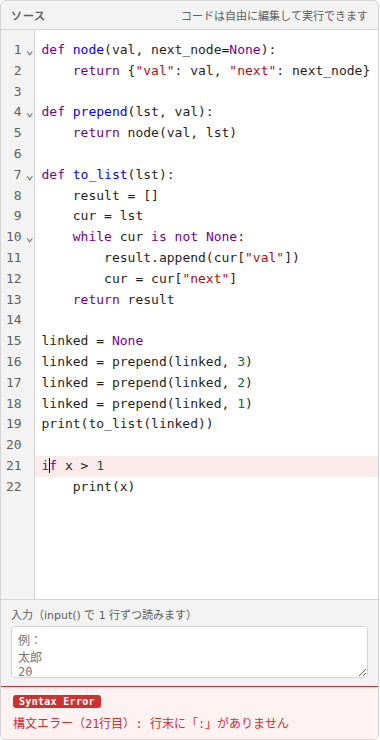 ソース
コードは自由に編集して実行できます
1 def node(val, next_node=None):
2     return {"val": val, "next": next_node}
3
4 def prepend(lst, val):
5     return node(val, lst)
6
7 def to_list(lst):
8     result = []
9     cur = lst
10     while cur is not None:
11         result.append(cur["val"])
12         cur = cur["next"]
13     return result
14
15 linked = None
16 linked = prepend(linked, 3)
17 linked = prepend(linked, 2)
18 linked = prepend(linked, 1)
19 print(to_list(linked))
20
21 if x > 1
22     print(x)
入力（input() で 1 行ずつ読みます）
例：
太郎
20
Syntax Error
構文エラー（21行目）: 行末に「:」がありません